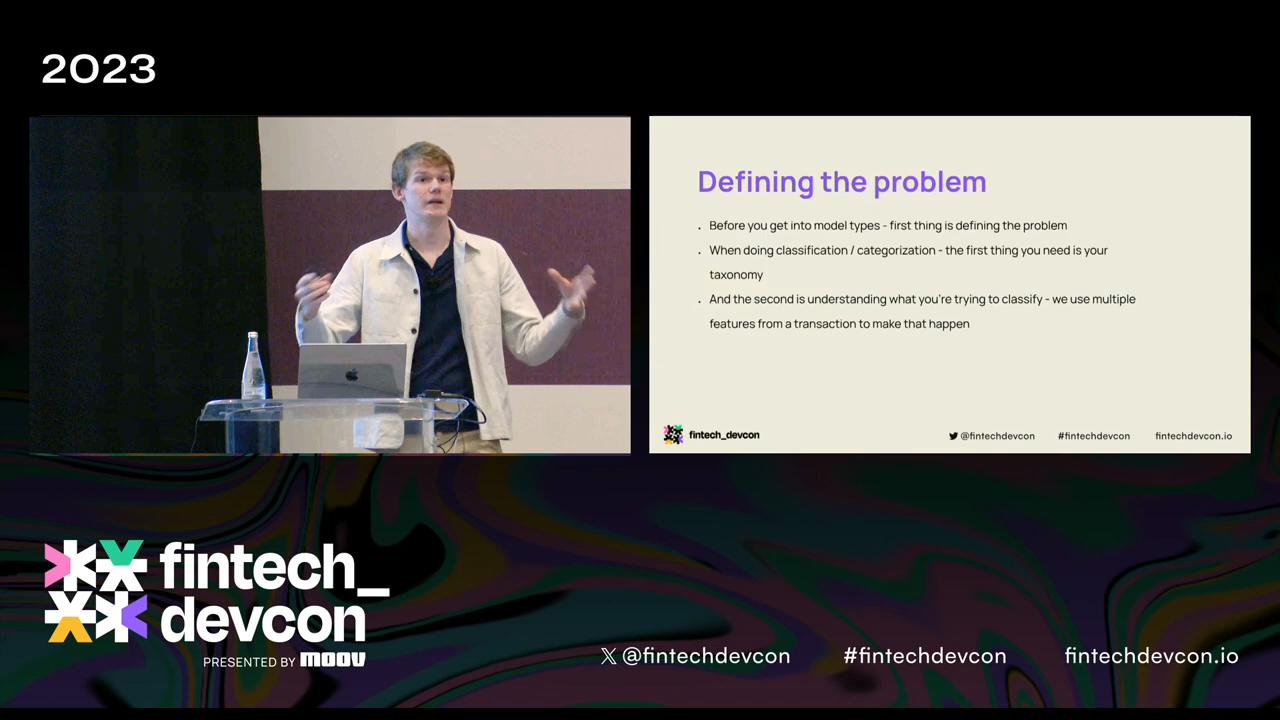 2023
Defining the problem
. Before you get into model types - first thing is defining the problem
. When doing classification / categorization - the first thing you need is your
taxonomy
. And the second is understanding what you're trying to classify - we use multiple
features from a transaction to make that happen
fintech_devcon
@fintechdevcon #fintechdevcon fintechdevcon.io
fintech_
devcon
PRESENTED BY moov
𝕏 @fintechdevcon #fintechdevcon fintechdevcon.io